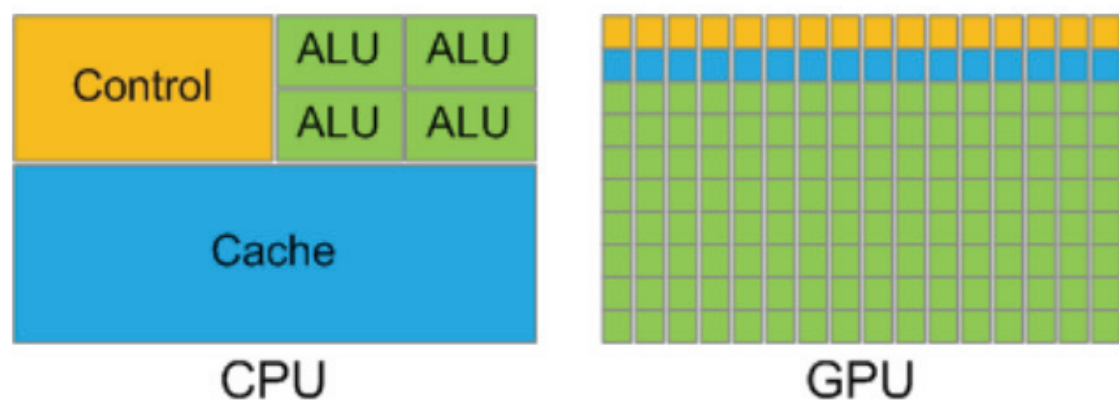 Control
ALU ALU
ALU ALU
Cache
CPU
GPU